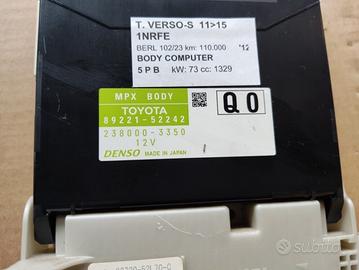 T. VERSO-S 11>15
1NRFE
BERL 102/23 km: 110.000 '12
BODY COMPUTER
5 P B kW: 73 cc: 1329
MPX BODY
TOYOTA
89221-52242
238000-3350
12V
DENSO MADE IN JAPAN
Q0
subito